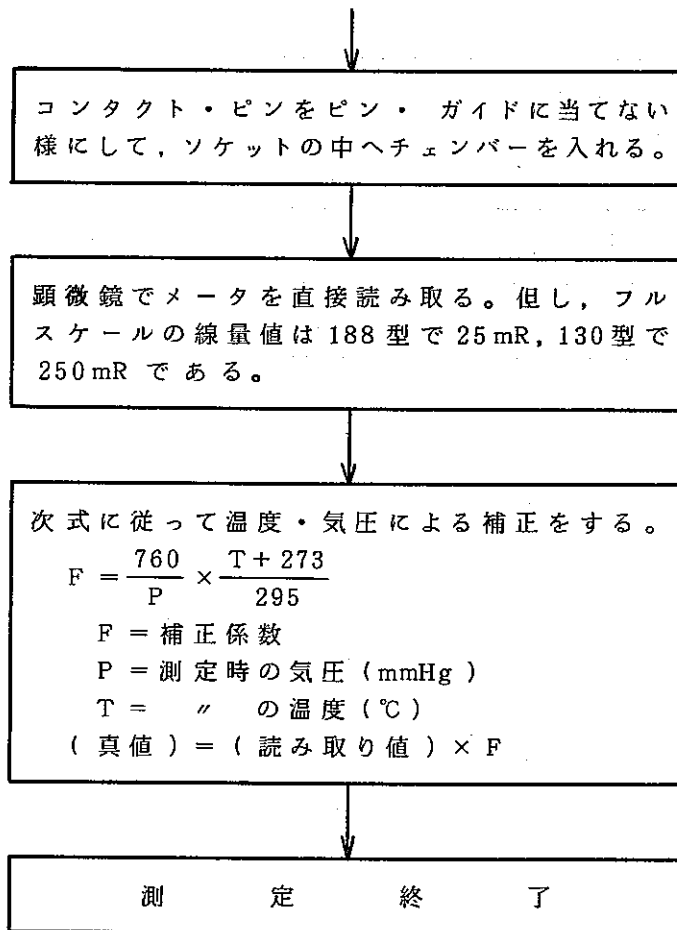 コンタクト・ピンをピン・ガイドに当てない
様にして，ソケットの中へチェンバーを入れる。
顕微鏡でメータを直接読み取る。但し，フル
スケールの線量値は188型で25mR，130型で
250mRである。
次式に従って温度・気圧による補正をする。
F = 760/P × T+273/295
F = 補正係数
P = 測定時の気圧（mmHg）
T = 〃 の温度（℃）
（真値）=（読み取り値）× F
測定終了